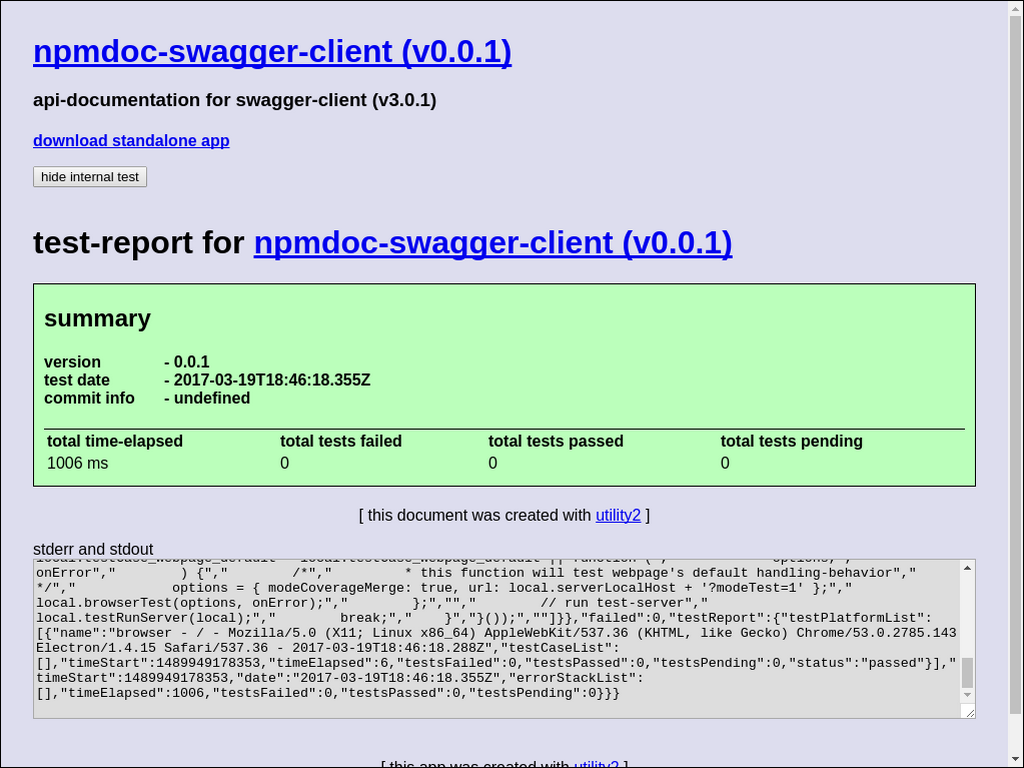 npmdoc-swagger-client (v0.0.1)
api-documentation for swagger-client (v3.0.1)
download standalone app
hide internal test
test-report for npmdoc-swagger-client (v0.0.1)
summary
version - 0.0.1
test date - 2017-03-19T18:46:18.355Z
commit info - undefined
total time-elapsed total tests failed total tests passed total tests pending
1006 ms 0 0 0
[ this document was created with utility2 ]
stderr and stdout
onError","        ) {","        /*","         * this function will test webpage's default handling-behavior","
*/","            options = { modeCoverageMerge: true, url: local.serverLocalHost + '?modeTest=1' };","
local.browserTest(options, onError);","        };","","        // run test-server","
local.testRunServer(local);","        break;","    }","}());",""]}},"failed":0,"testReport":{"testPlatformList":
[{"name":"browser - / - Mozilla/5.0 (X11; Linux x86_64) AppleWebKit/537.36 (KHTML, like Gecko) Chrome/53.0.2785.143
Electron/1.4.15 Safari/537.36 - 2017-03-19T18:46:18.288Z","testCaseList":
[],"timeStart":1489949178353,"timeElapsed":6,"testsFailed":0,"testsPassed":0,"testsPending":0,"status":"passed"}],"
timeStart":1489949178353,"date":"2017-03-19T18:46:18.355Z","errorStackList":
[],"timeElapsed":1006,"testsFailed":0,"testsPassed":0,"testsPending":0}}}
[ this app was created with utility2 ]